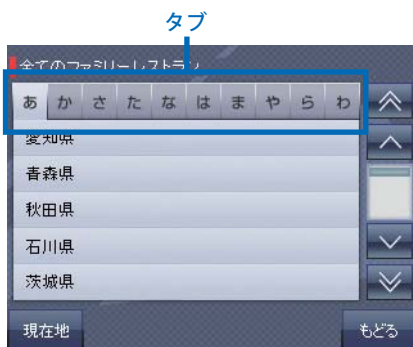 タブ
全てのファミリーレストラン
あ か さ た な は ま や ら わ
愛知県
青森県
秋田県
石川県
茨城県
現在地 もどる